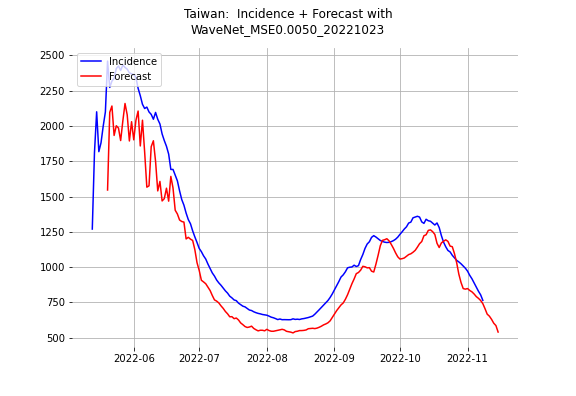 Taiwan:  Incidence + Forecast with
WaveNet_MSE0.0050_20221023
Incidence
Forecast
2500
2250
2000
1750
1500
1250
1000
750
500
2022-06 2022-07 2022-08 2022-09 2022-10 2022-11